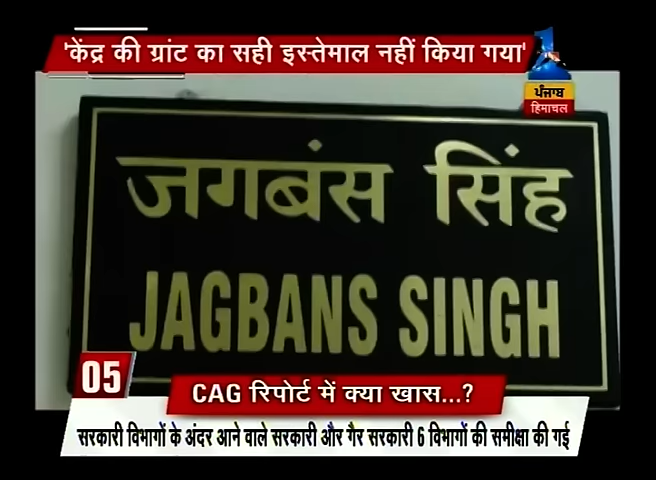 'केंद्र की ग्रांट का सही इस्तेमाल नहीं किया गया'
1
ਪੰਜਾਬ
हिमाचल
जगबंस सिंह
JAGBANS SINGH
05
CAG रिपोर्ट में क्या खास...?
सरकारी विभागों के अंदर आने वाले सरकारी और गैर सरकारी 6 विभागों की समीक्षा की गई